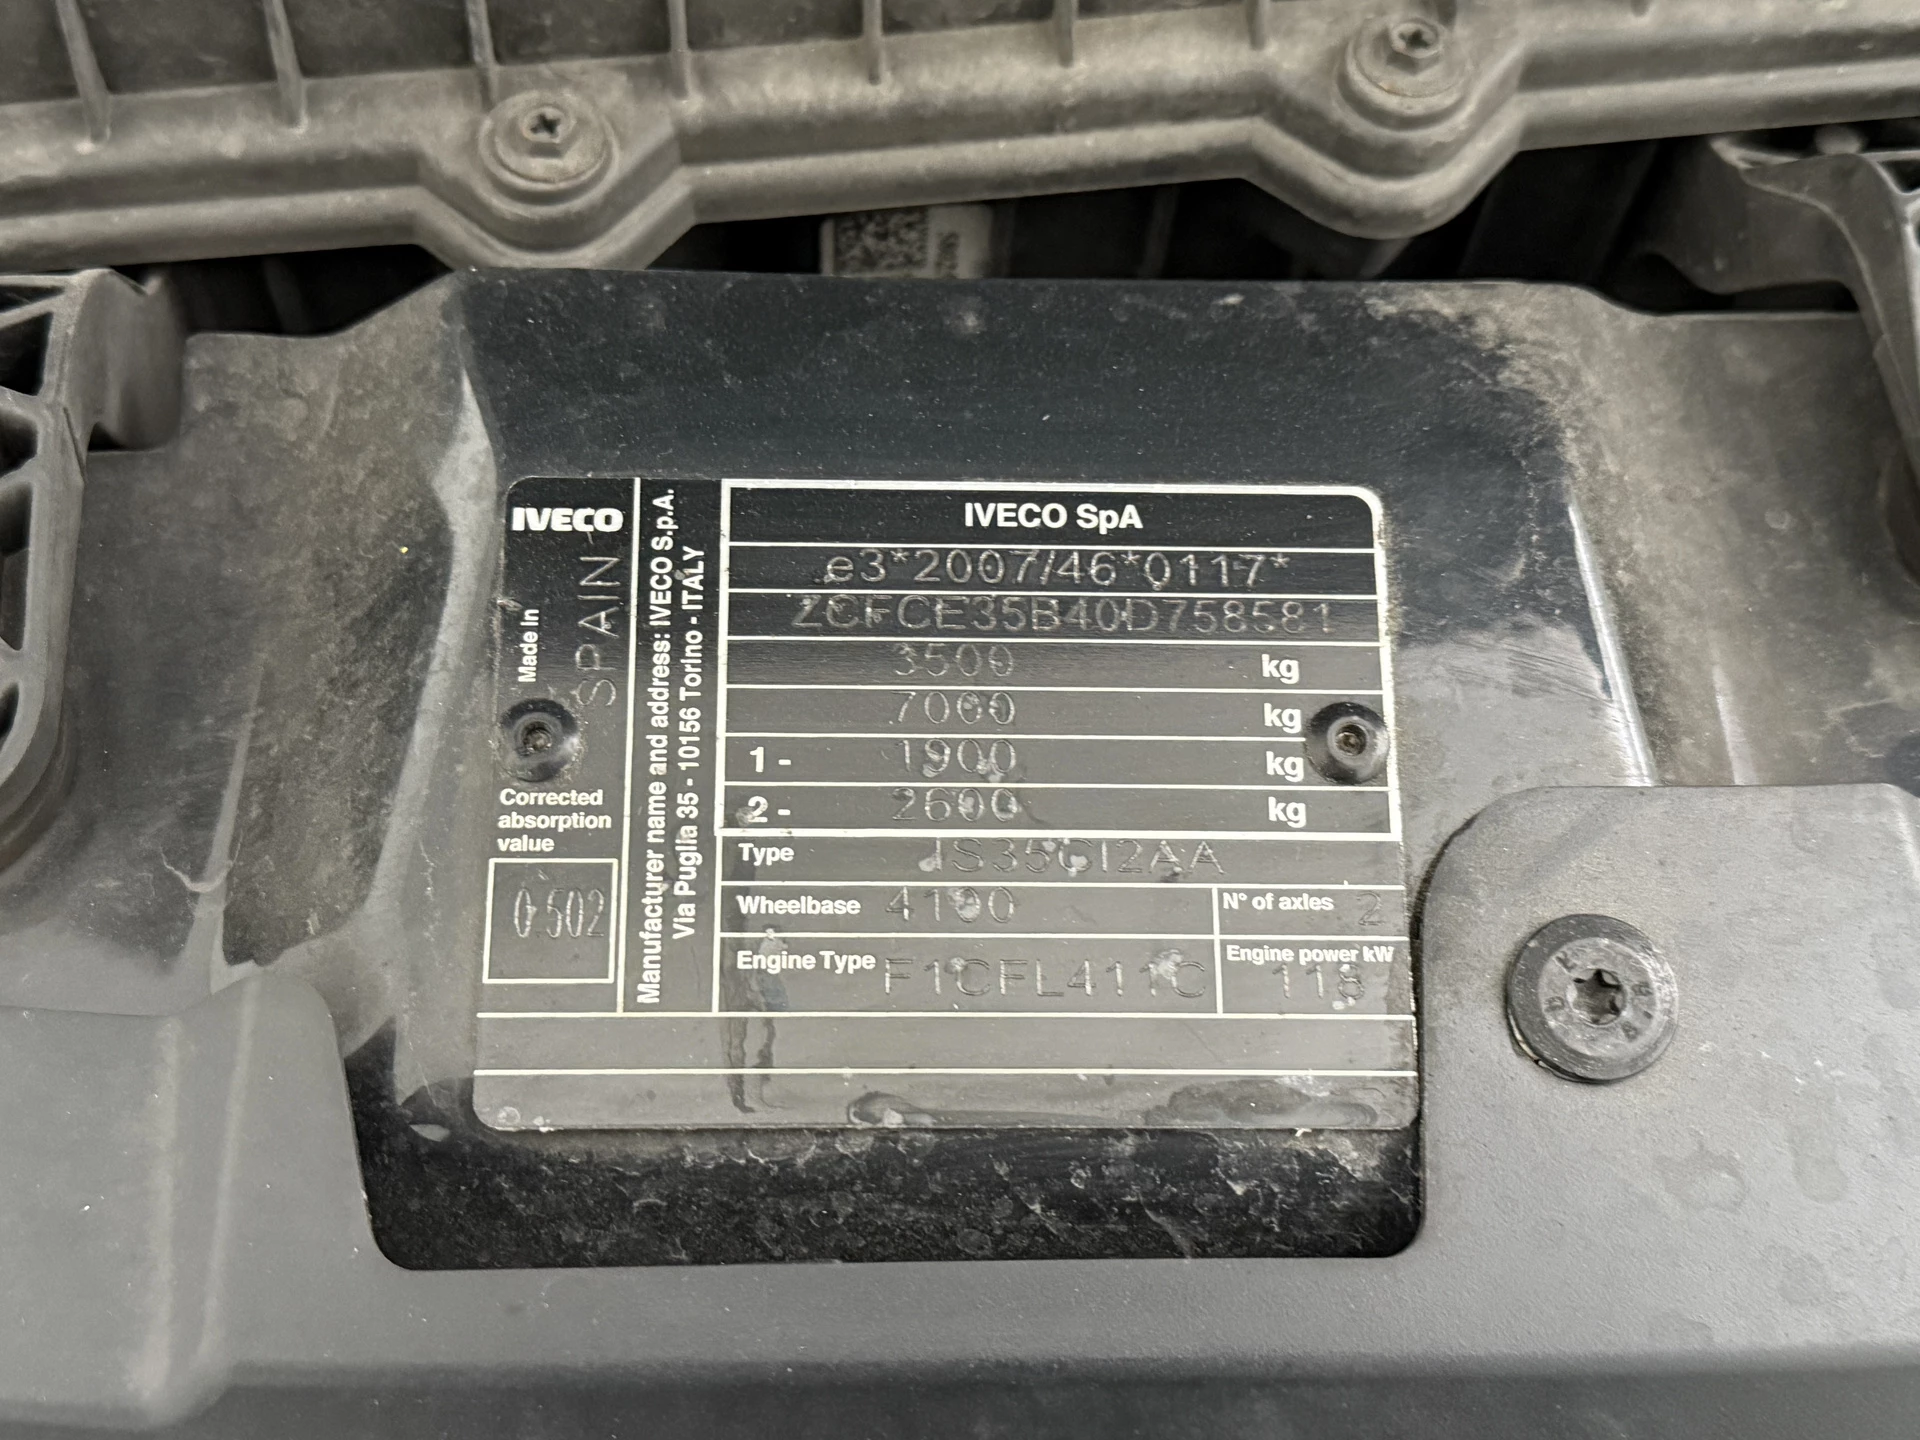 IVECO
Made In
SPAIN
Corrected
absorption
value
0.502
Manufacturer name and address: IVECO S.p.A.
Via Puglia 35 - 10156 Torino - ITALY
IVECO SpA
e3*2007/46*0117*
ZCFCE35B40D758581
3500 kg
7000 kg
1 - 1900 kg
2 - 2600 kg
Type IS35CI2AA
Wheelbase 4100 N° of axles 2
Engine Type F1CFL411C Engine power kW 118